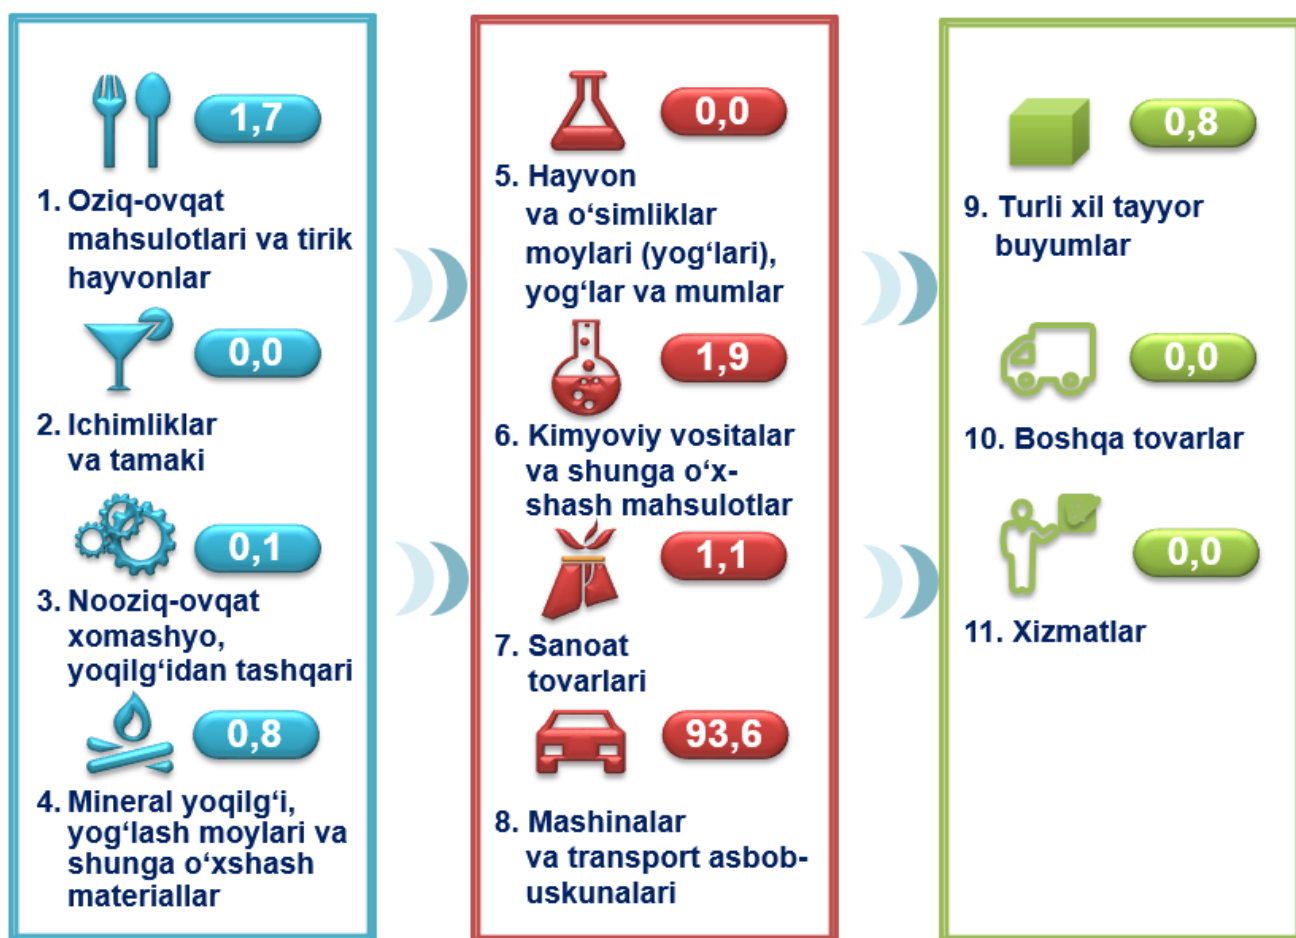 1,7
1. Oziq-ovqat
mahsulotlari va tirik
hayvonlar
0,0
2. Ichimliklar
va tamaki
0,1
3. Nooziq-ovqat
xomashyo,
yoqilg‘idan tashqari
0,8
4. Mineral yoqilg‘i,
yog‘lash moylari va
shunga o‘xshash
materiallar
0,0
5. Hayvon
va o‘simliklar
moylari (yog‘lari),
yog‘lar va mumlar
1,9
6. Kimyoviy vositalar
va shunga o‘x-
shash mahsulotlar
1,1
7. Sanoat
tovarlari
93,6
8. Mashinalar
va transport asbob-
uskunalari
0,8
9. Turli xil tayyor
buyumlar
0,0
10. Boshqa tovarlar
0,0
11. Xizmatlar